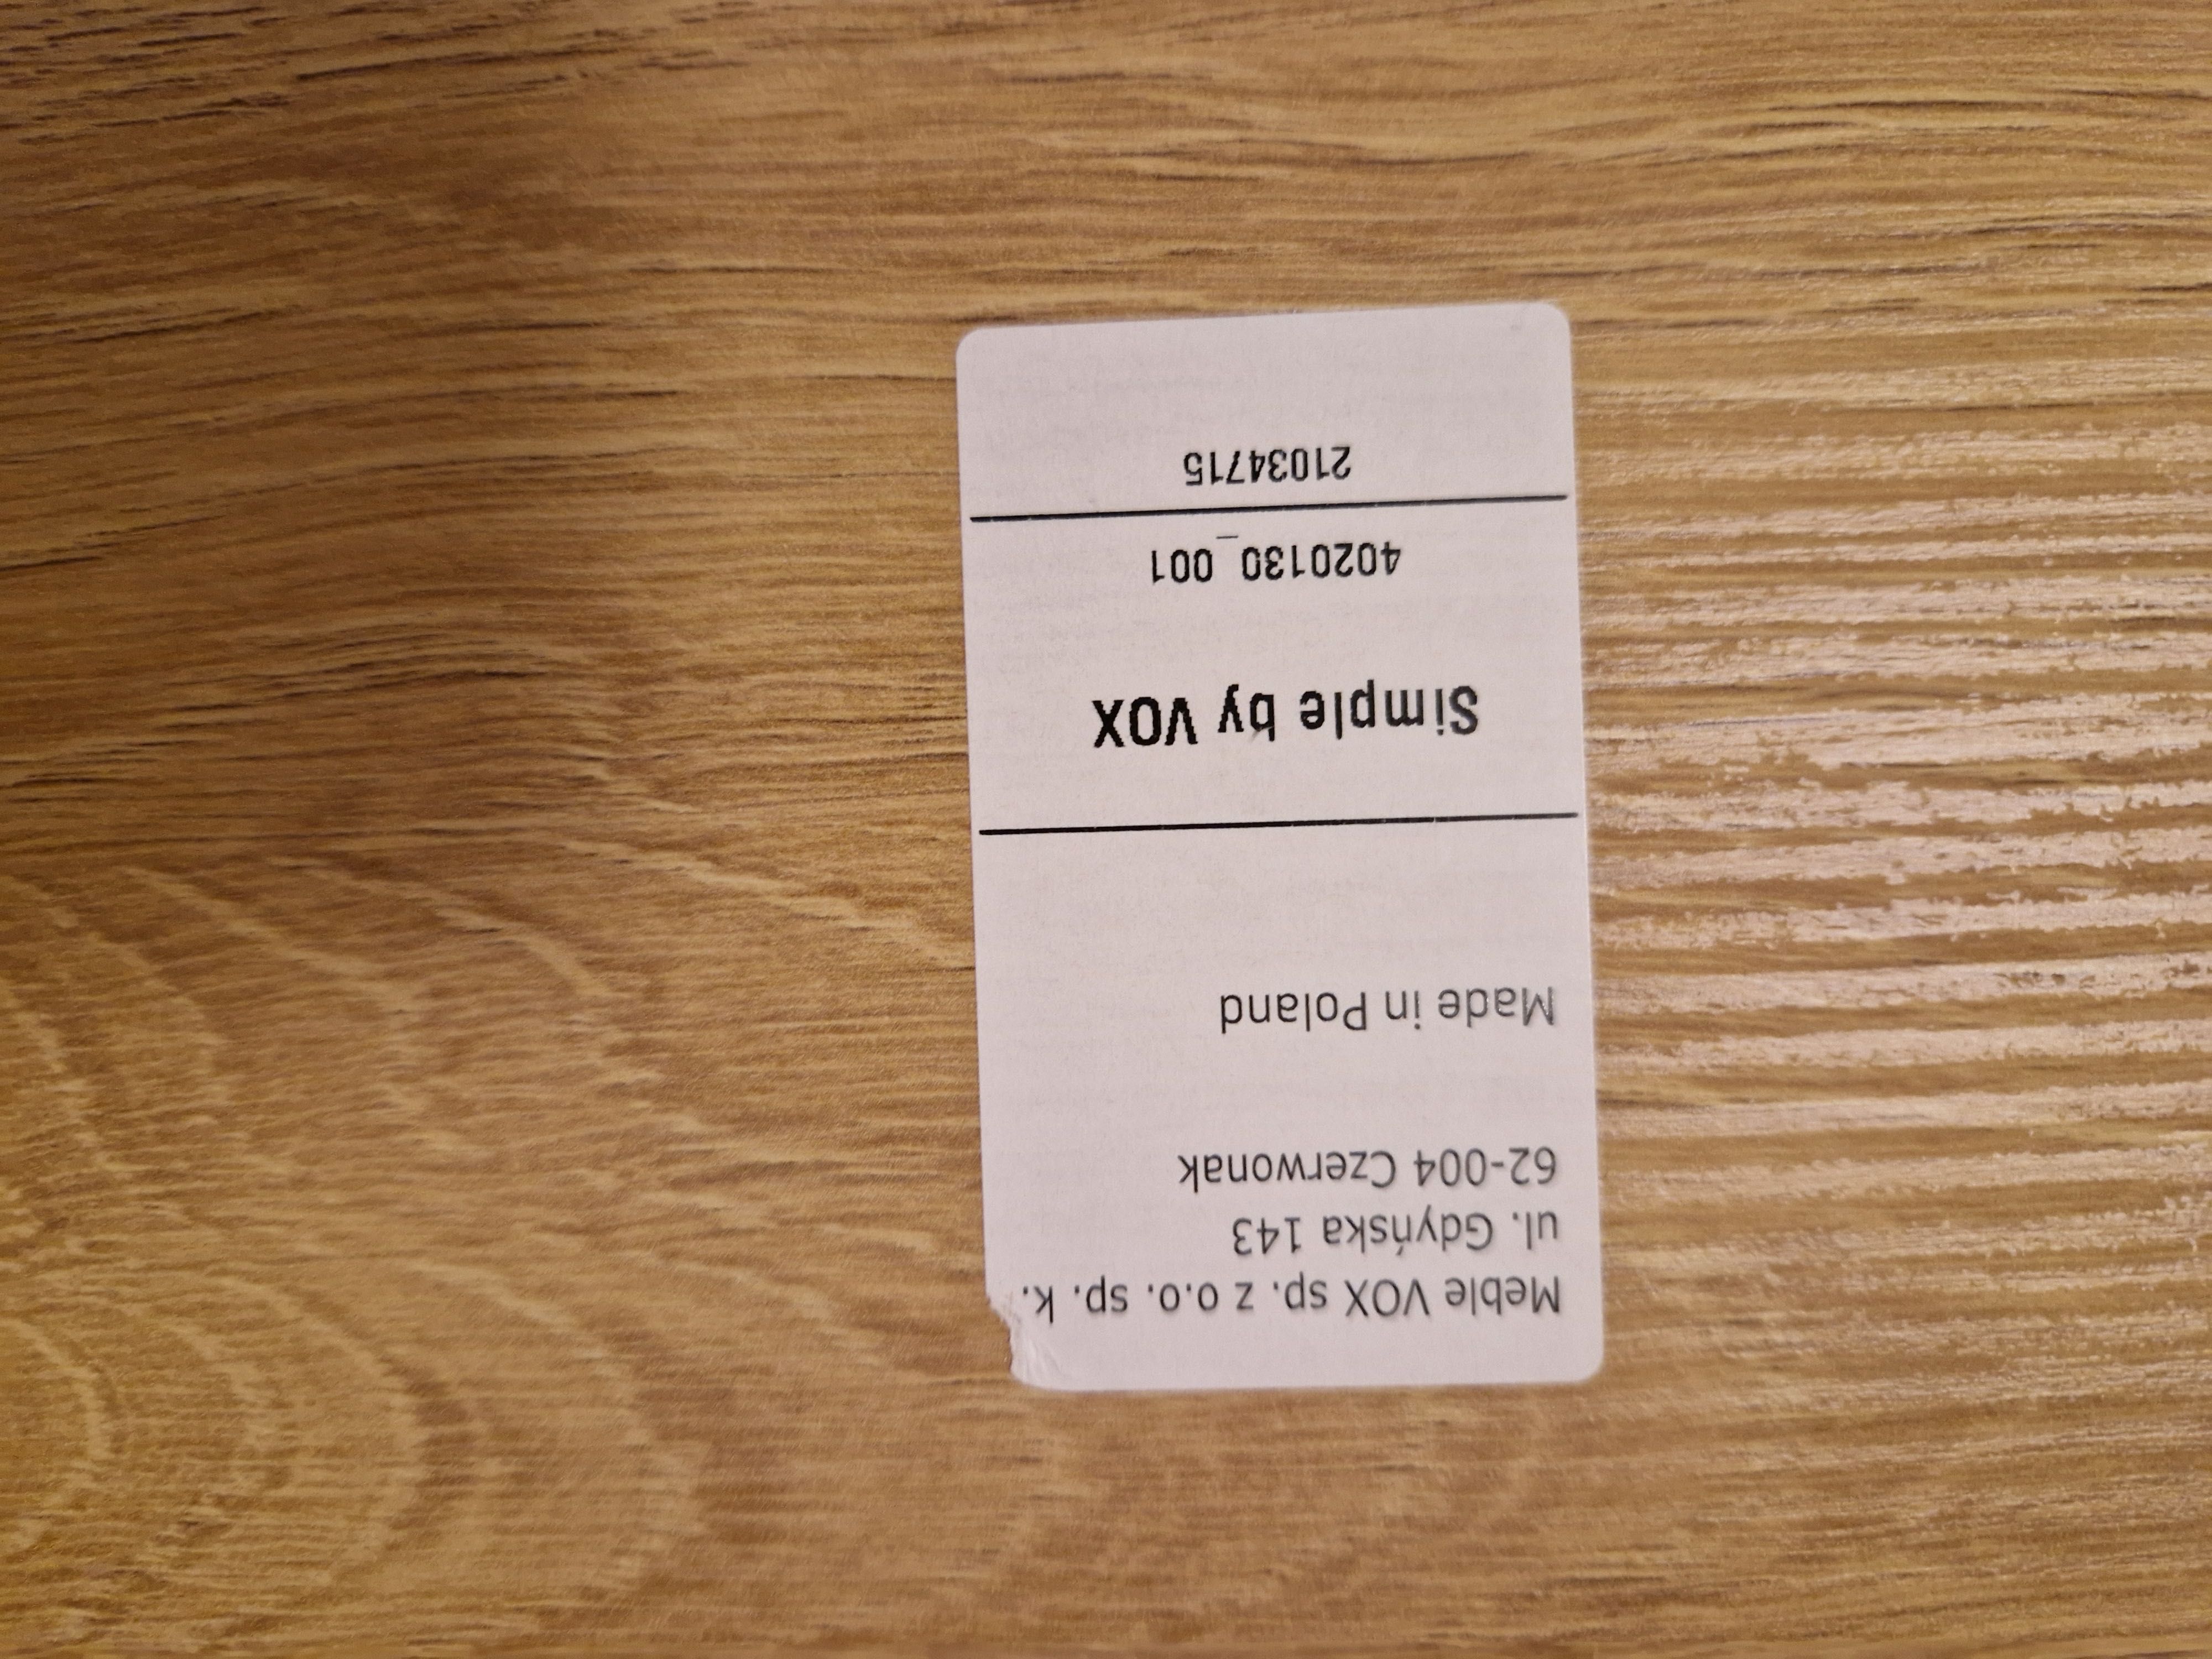 Meble VOX sp. z o.o. sp. k.
ul. Gdyńska 143
62-004 Czerwonak
Made in Poland
Simple by VOX
4020130_001
21034715